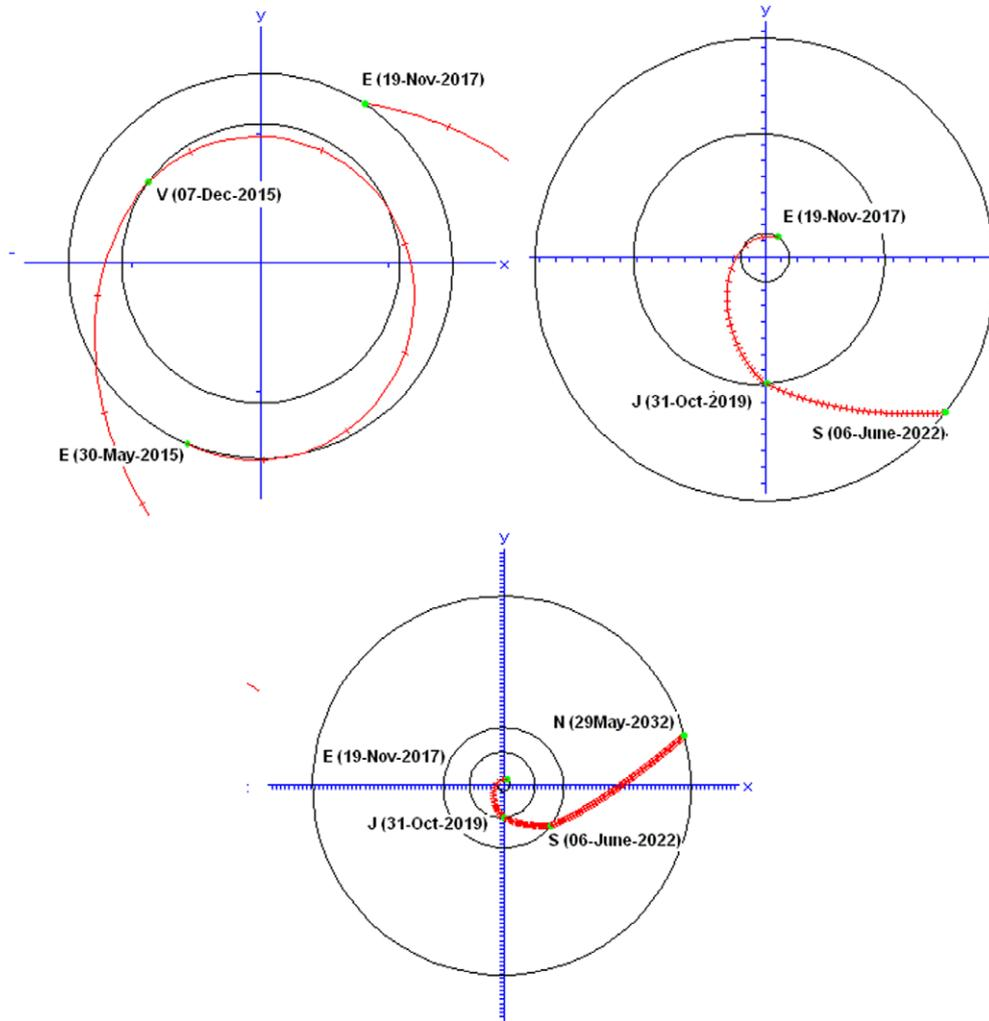 y
E (19-Nov-2017)
V (07-Dec-2015)
x
E (30-May-2015)
y
E (19-Nov-2017)
J (31-Oct-2019)
S (06-June-2022)
y
N (29May-2032)
E (19-Nov-2017)
x
J (31-Oct-2019)
S (06-June-2022)